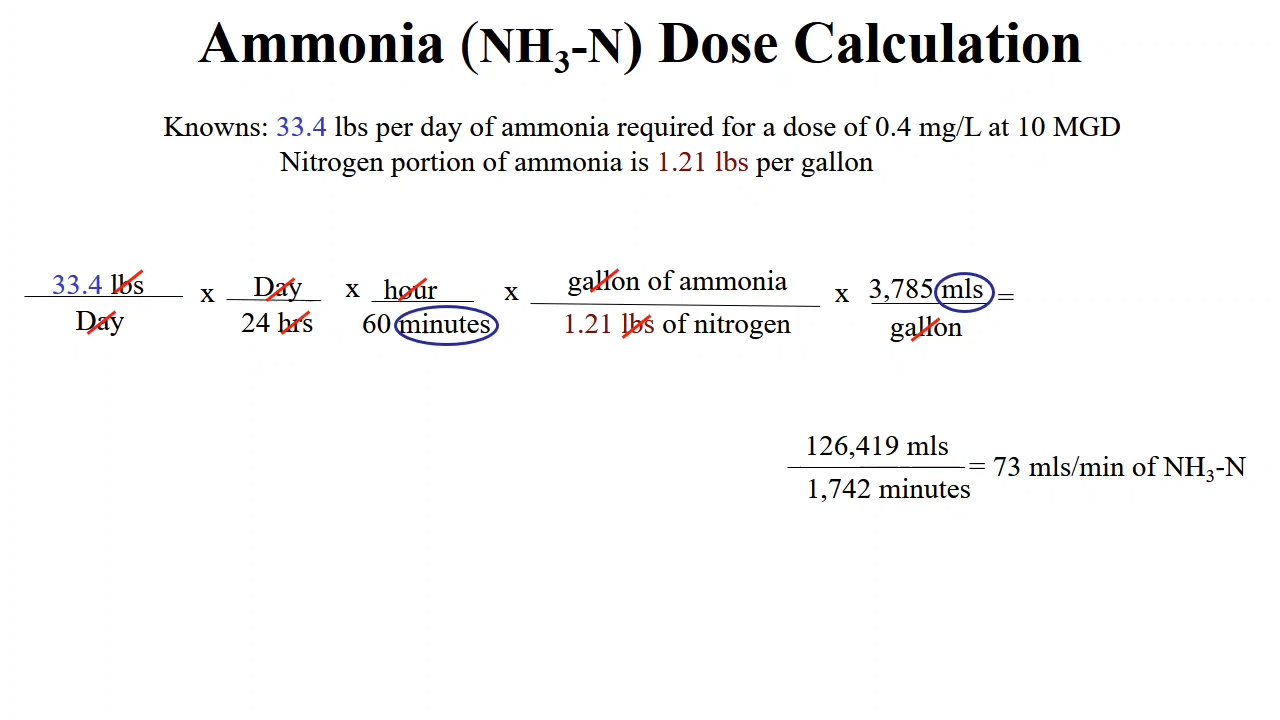 Ammonia (NH₃-N) Dose Calculation
Knowns: 33.4 lbs per day of ammonia required for a dose of 0.4 mg/L at 10 MGD
Nitrogen portion of ammonia is 1.21 lbs per gallon
33.4 lbs x Day x hour x gallon of ammonia x 3,785 mls =
Day 24 hrs 60 minutes 1.21 lbs of nitrogen gallon
126,419 mls
= 73 mls/min of NH₃-N
1,742 minutes